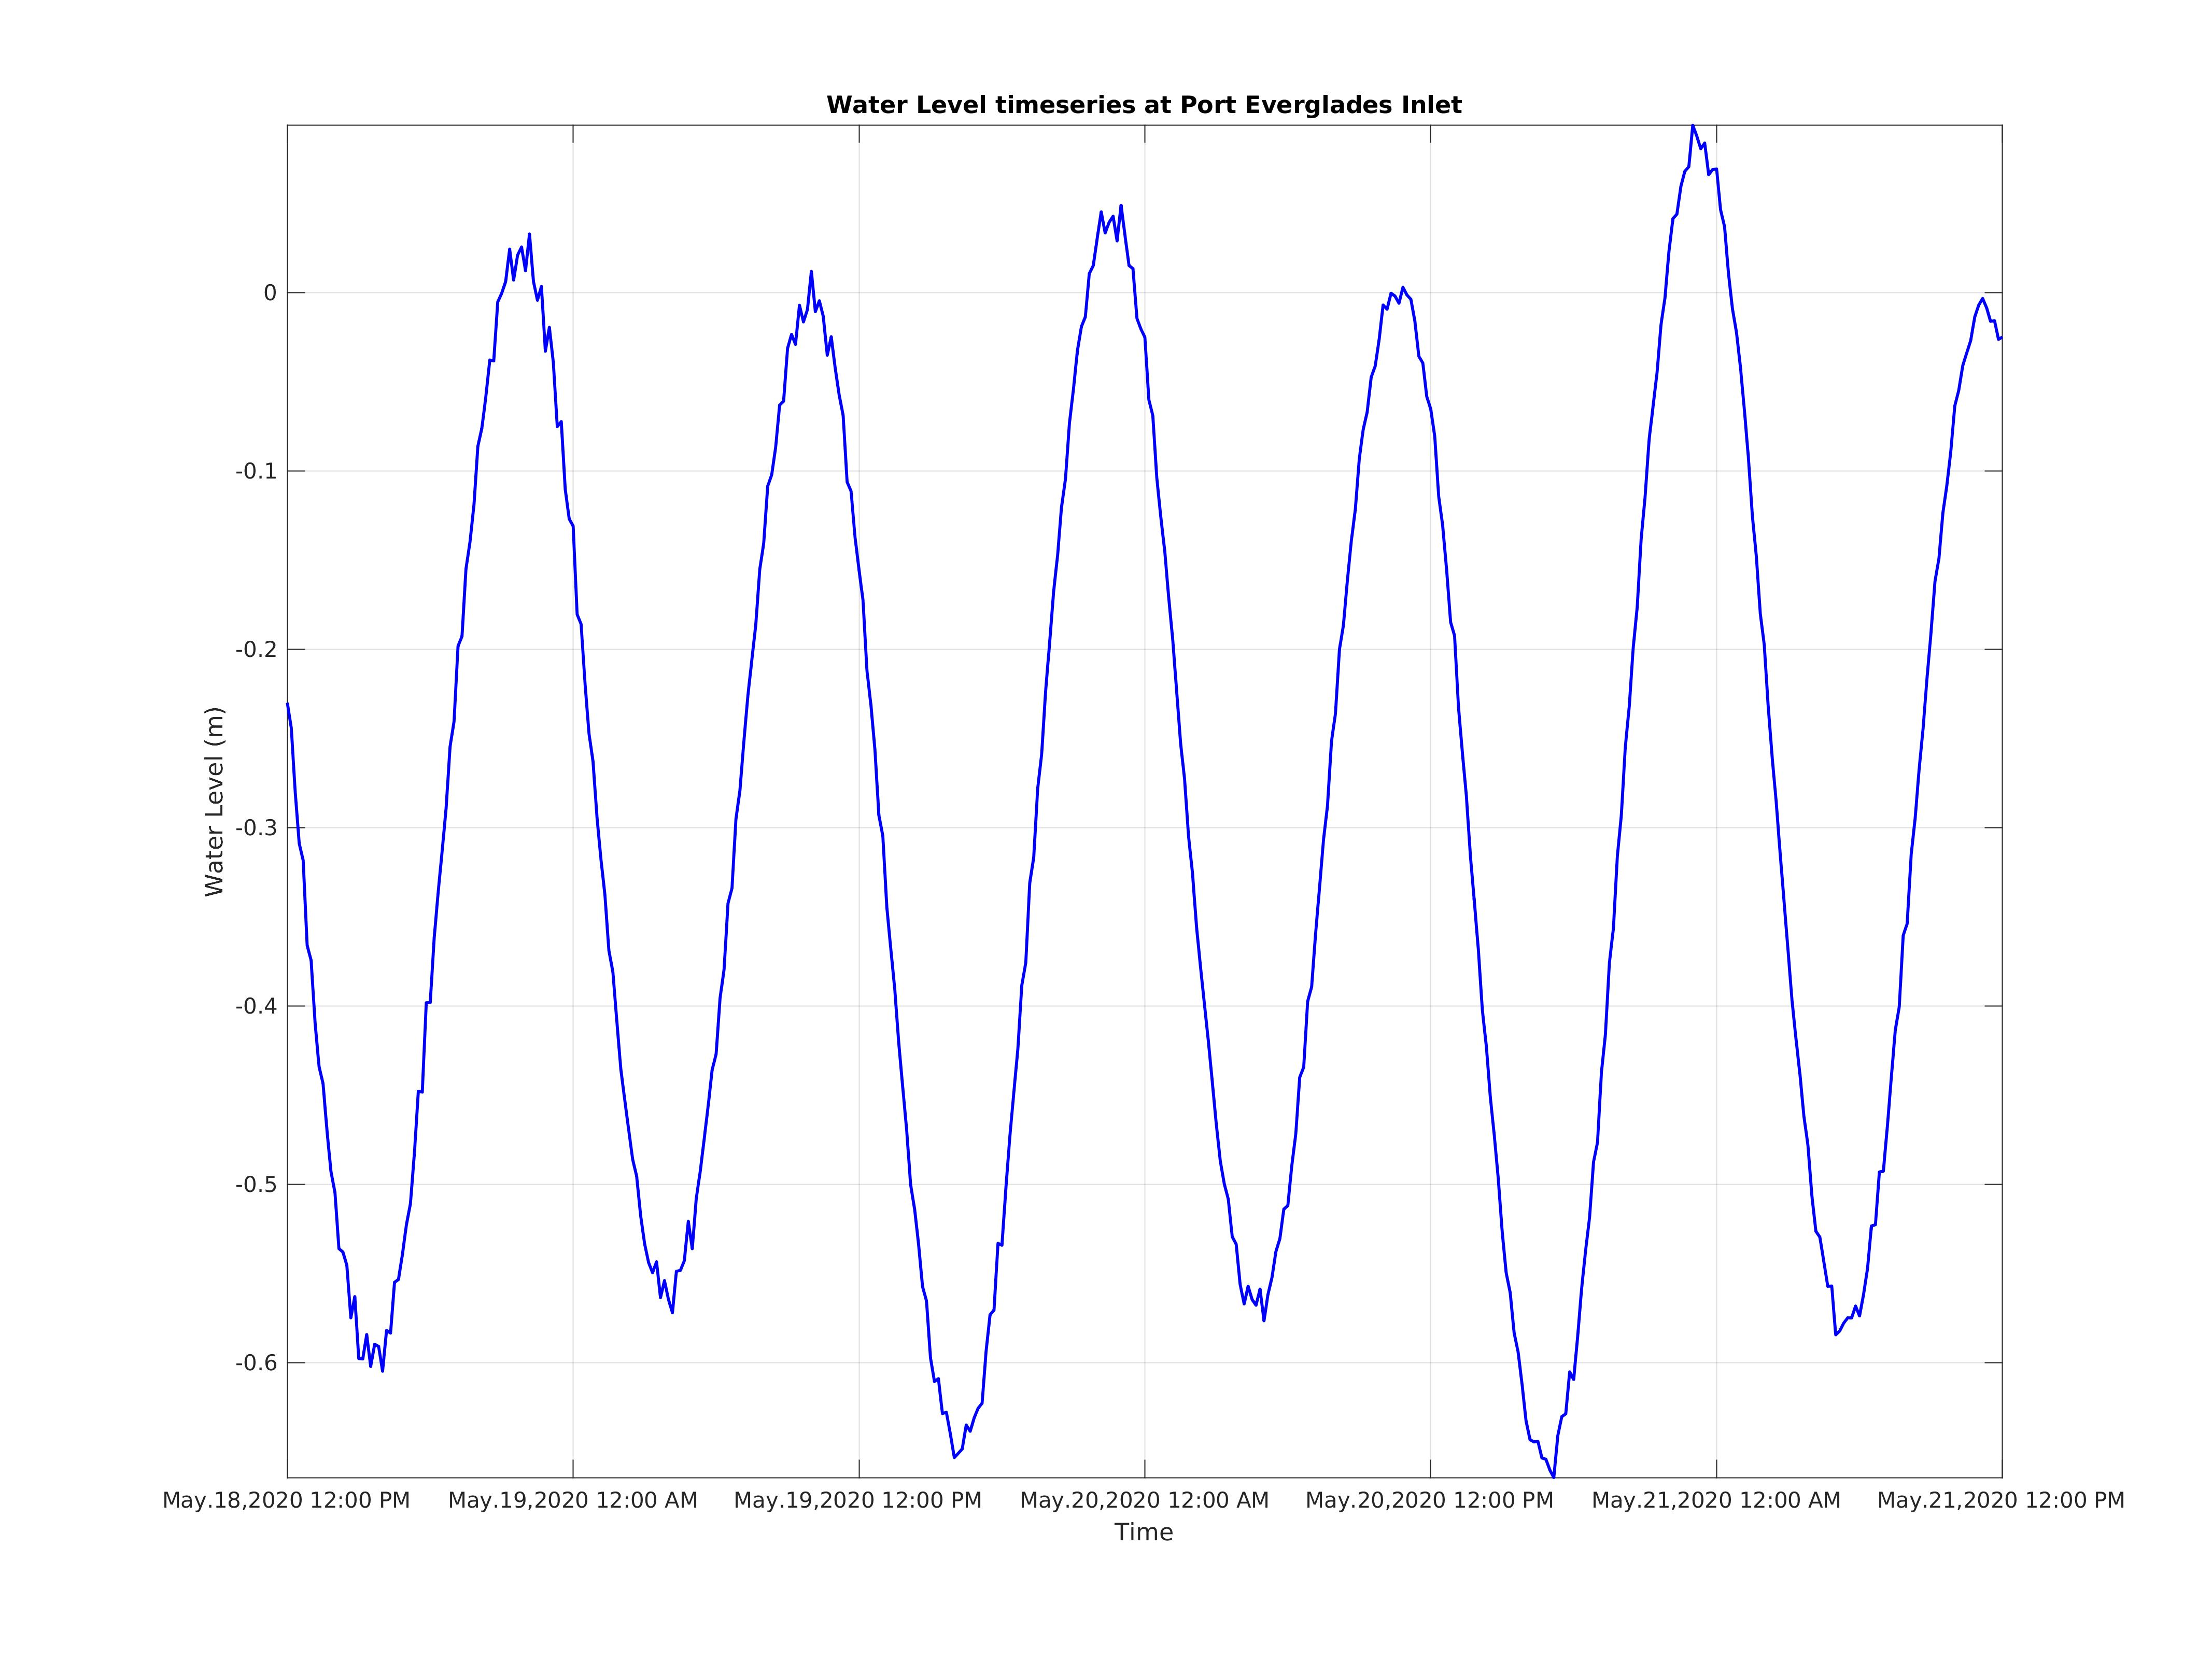 Water Level timeseries at Port Everglades Inlet
0
-0.1
-0.2
-0.3
-0.4
-0.5
-0.6
Water Level (m)
May.18,2020 12:00 PM May.19,2020 12:00 AM May.19,2020 12:00 PM May.20,2020 12:00 AM May.20,2020 12:00 PM May.21,2020 12:00 AM May.21,2020 12:00 PM
Time